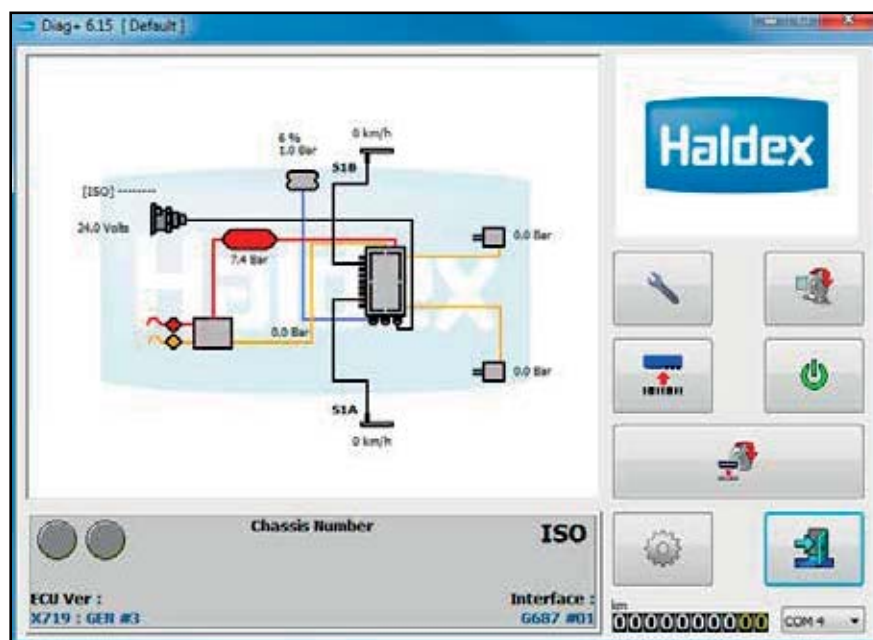 Diag+ 6.15 [ Default ]
6 %
1.0 Bar
0 km/h
S1B
[ISO] --------
24.0 Volts
7.4 Bar
0.0 Bar
0.0 Bar
0.0 Bar
S1A
0 km/h
Haldex
Haldex
Chassis Number
ISO
ECU Ver :
X719 : GEN #3
Interface :
G687 #01
km
0000000000
COM 4